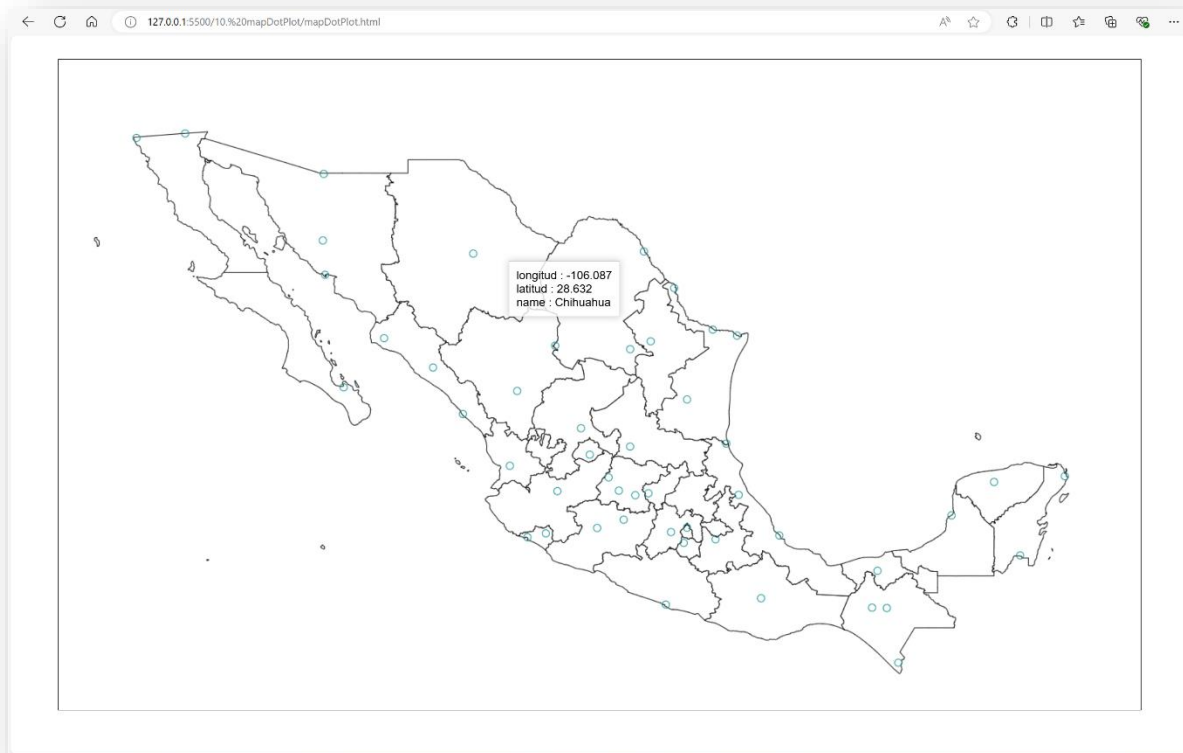 127.0.0.1:5500/10.%20mapDotPlot/mapDotPlot.html
longitud : -106.087
latitud : 28.632
name : Chihuahua